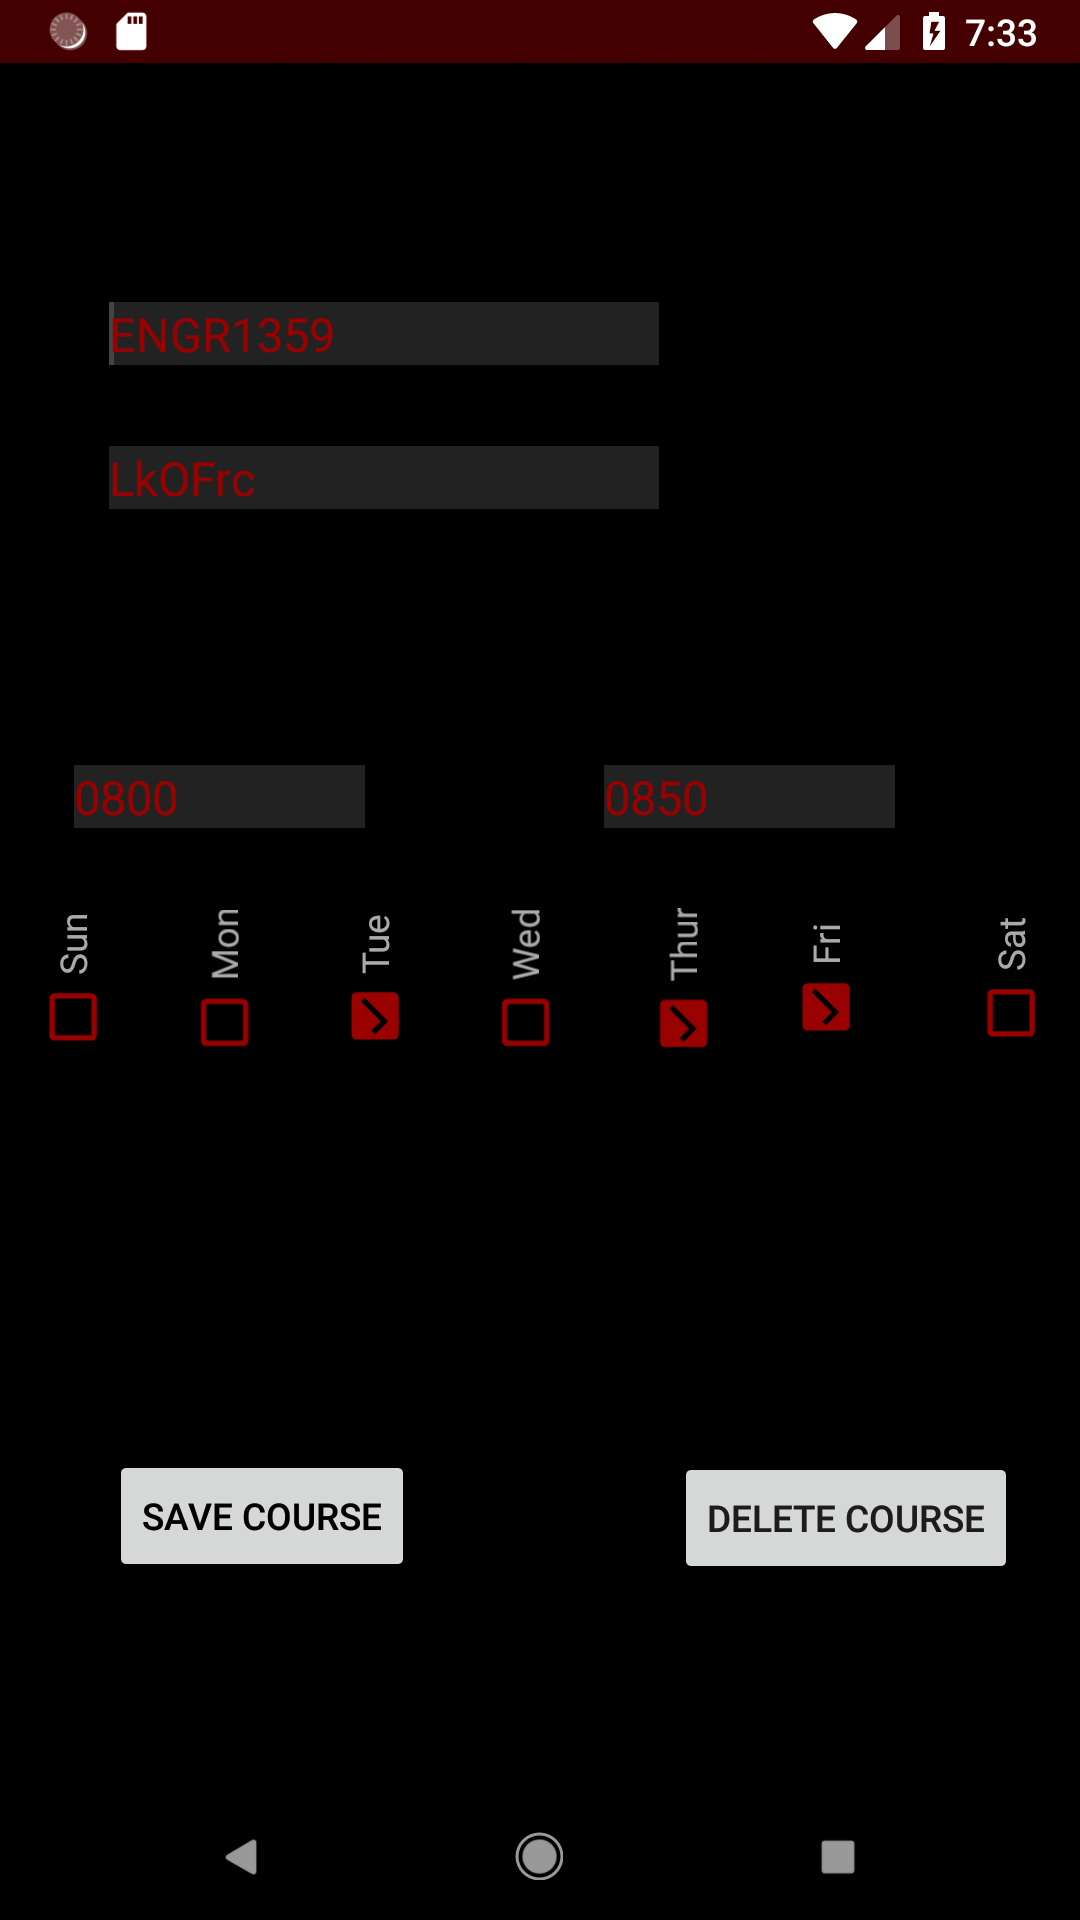 7:33
ENGR1359
LkOFrc
0800 0850
Sun Mon Tue Wed Thur Fri Sat
SAVE COURSE DELETE COURSE